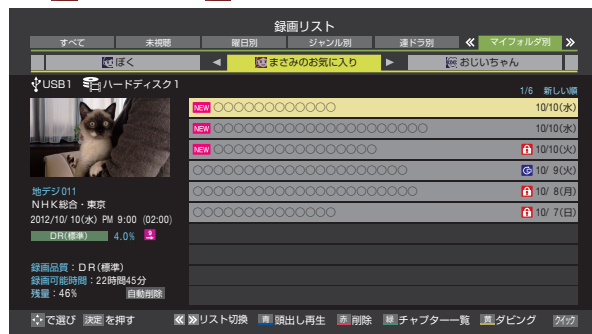 録画リスト
すべて 未視聴 曜日別 ジャンル別 連ドラ別 《 マイフォルダ別 》
ぼく ◀ まさみのお気に入り ▶ おじいちゃん
USB1 ハードディスク1
1/6 新しい順
NEW 〇〇〇〇〇〇〇〇〇〇〇〇 10/10(水)
NEW 〇〇〇〇〇〇〇〇〇〇〇〇〇〇〇〇〇〇〇〇〇 10/10(水)
NEW 〇〇〇〇〇〇〇〇〇〇〇〇〇〇〇〇 10/10(火)
〇〇〇〇〇〇〇〇〇〇〇〇〇〇〇〇〇〇〇〇〇 10/ 9(火)
〇〇〇〇〇〇〇〇〇〇〇〇〇〇〇〇〇〇〇〇〇〇 10/ 8(月)
〇〇〇〇〇〇〇〇〇〇〇〇〇〇 10/ 7(日)
地デジ011
NHK総合・東京
2012/10/10(水) PM 9:00 (02:00)
DR(標準) 4.0%
録画品質：DR(標準)
録画可能時間：22時間45分
残量：46% 自動削除
で選び 決定 を押す 《 》リスト切換 青 頭出し再生 赤 削除 緑 チャプター一覧 黄 ダビング クイック